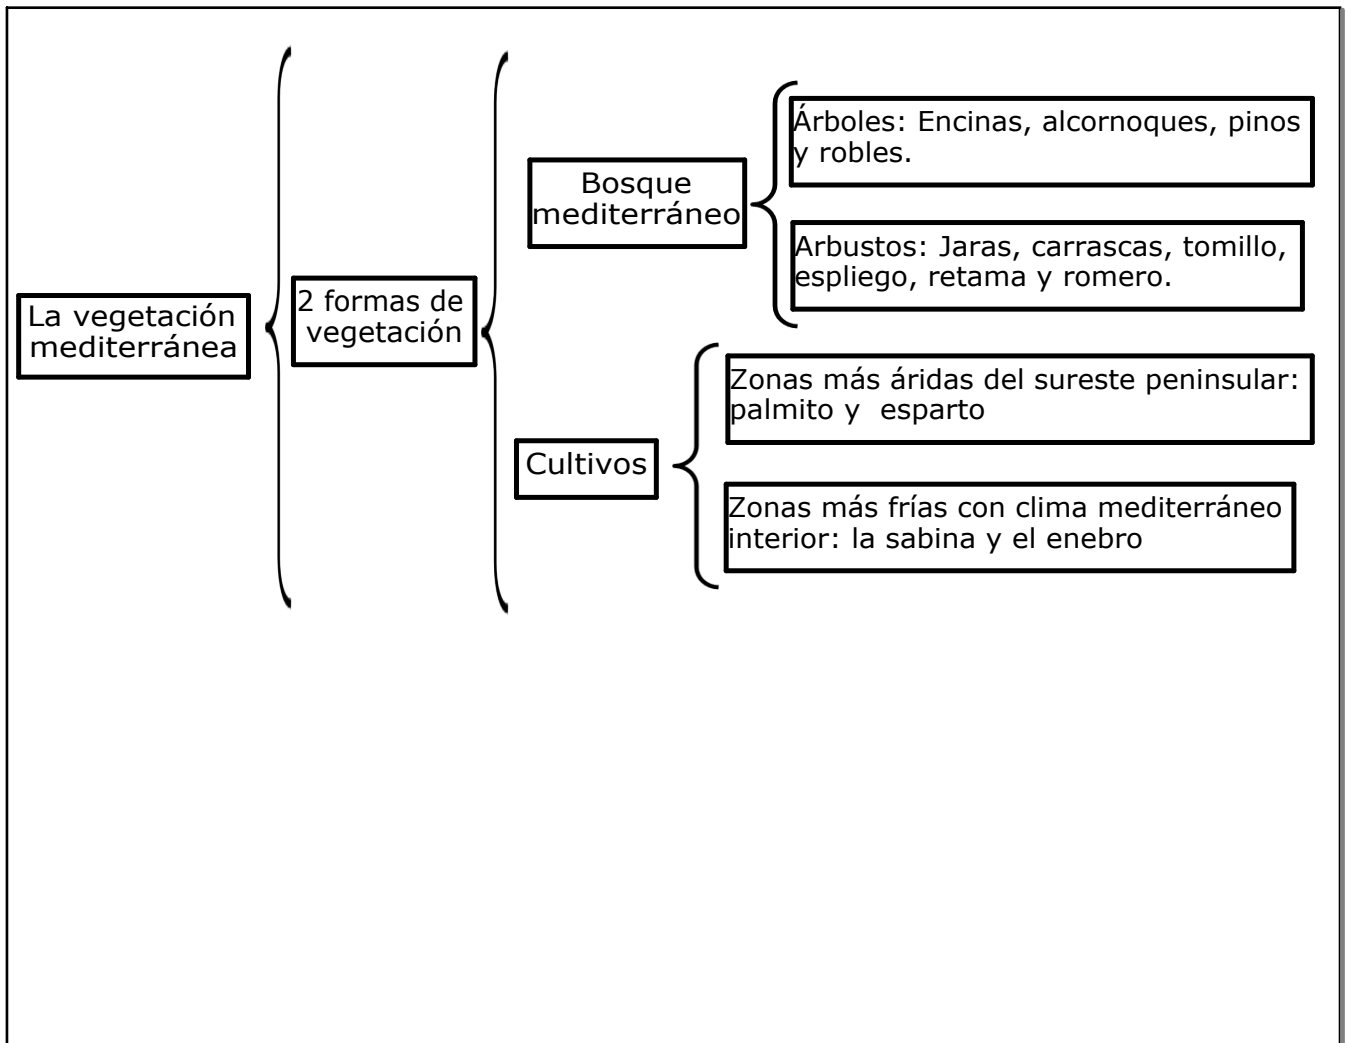 La vegetación
mediterránea
2 formas de
vegetación
Bosque
mediterráneo
Árboles: Encinas, alcornoques, pinos
y robles.
Arbustos: Jaras, carrascas, tomillo,
espliego, retama y romero.
Cultivos
Zonas más áridas del sureste peninsular:
palmito y  esparto
Zonas más frías con clima mediterráneo
interior: la sabina y el enebro